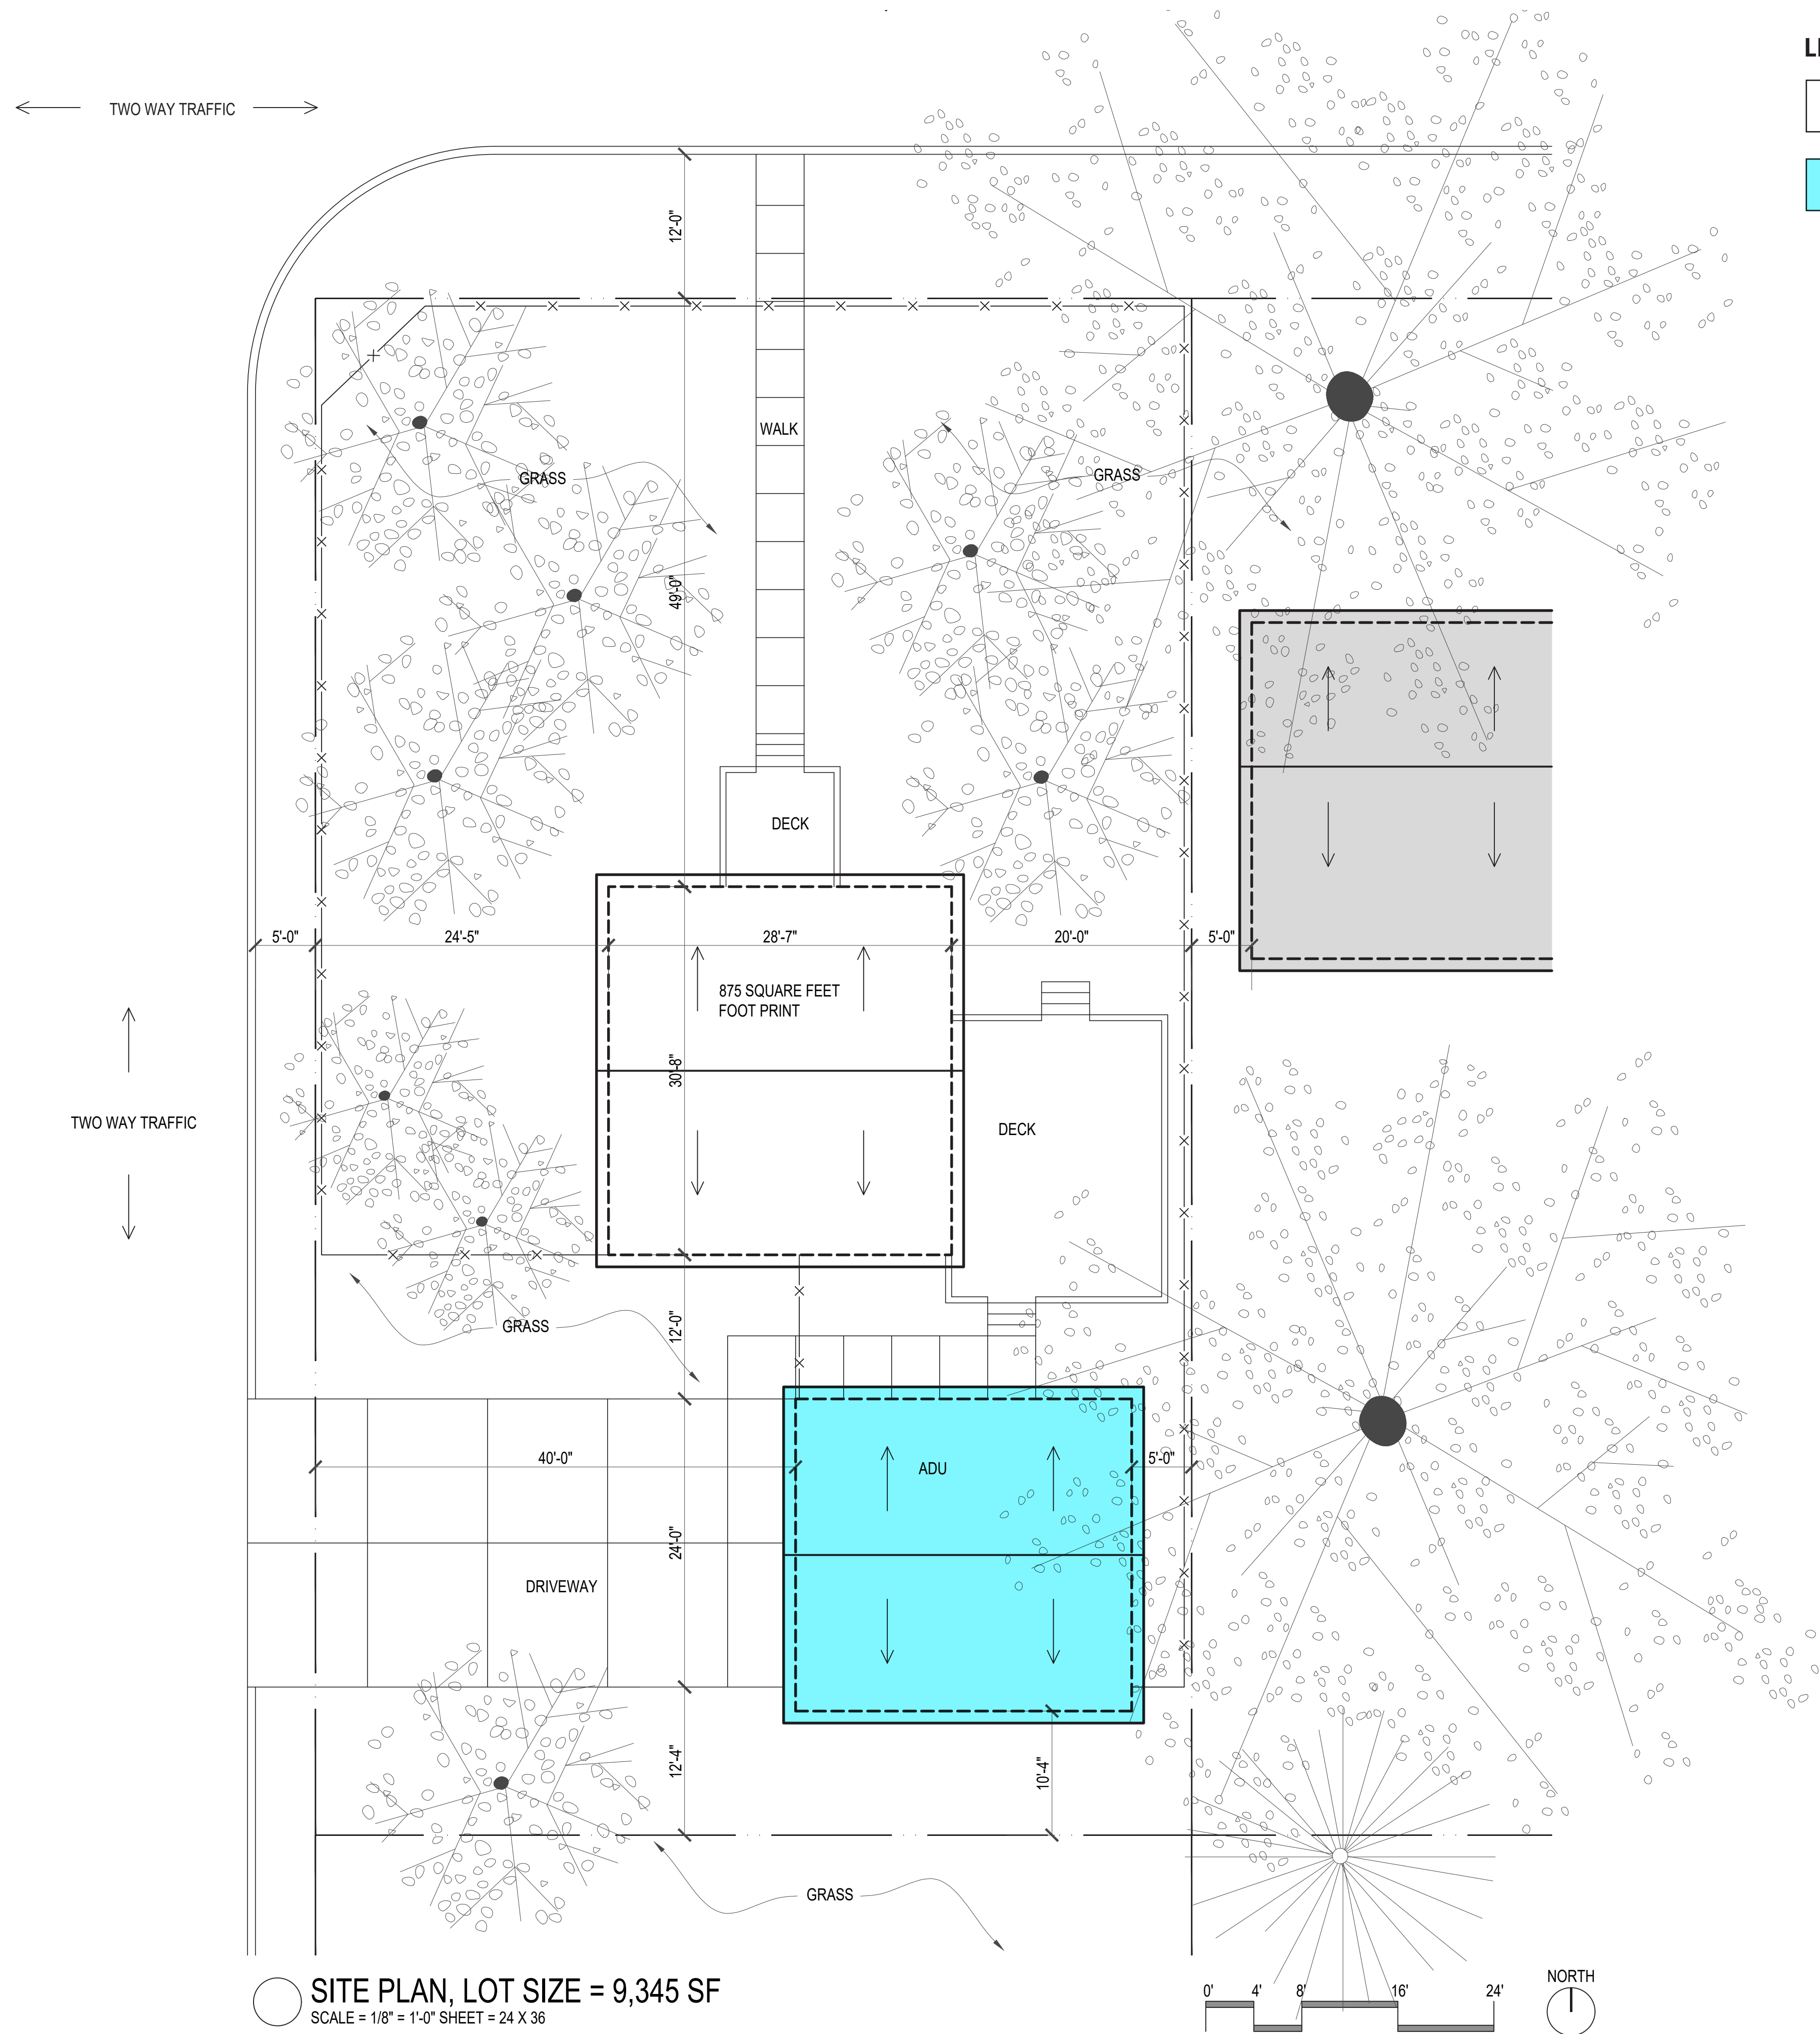 LE
TWO WAY TRAFFIC
12'-0"
WALK
GRASS
GRASS
49'-0"
DECK
5'-0"
24'-5"
28'-7"
20'-0"
5'-0"
875 SQUARE FEET
FOOT PRINT
30'-8"
TWO WAY TRAFFIC
DECK
GRASS
12'-0"
40'-0"
ADU
5'-0"
24'-0"
DRIVEWAY
12'-4"
10'-4"
GRASS
SITE PLAN, LOT SIZE = 9,345 SF
SCALE = 1/8" = 1'-0" SHEET = 24 X 36
0' 4' 8' 16' 24'
NORTH